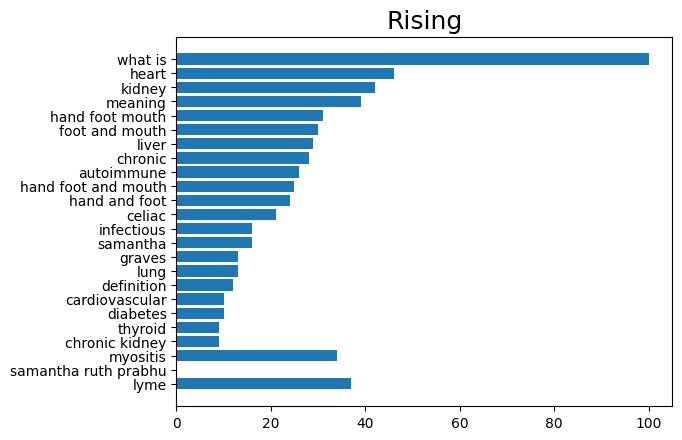 Rising
what is
heart
kidney
meaning
hand foot mouth
foot and mouth
liver
chronic
autoimmune
hand foot and mouth
hand and foot
celiac
infectious
samantha
graves
lung
definition
cardiovascular
diabetes
thyroid
chronic kidney
myositis
samantha ruth prabhu
lyme
0 20 40 60 80 100